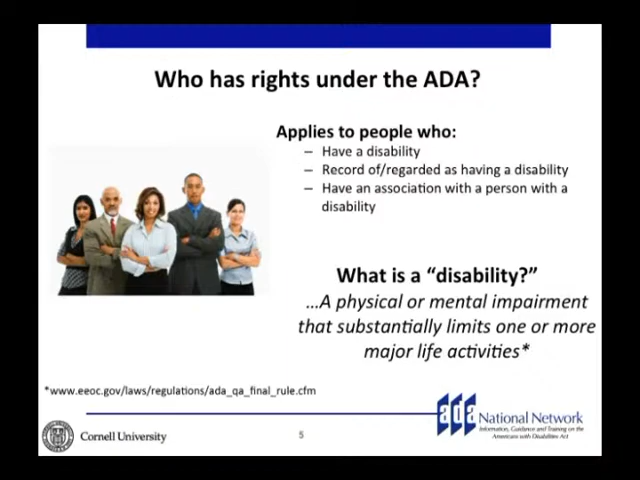 Who has rights under the ADA?
Applies to people who:
– Have a disability
– Record of/regarded as having a disability
– Have an association with a person with a
disability
What is a “disability?”
…A physical or mental impairment
that substantially limits one or more
major life activities*
*www.eeoc.gov/laws/regulations/ada_qa_final_rule.cfm
Cornell University
5
ada National Network
Information, Guidance and Training on the
Americans with Disabilities Act